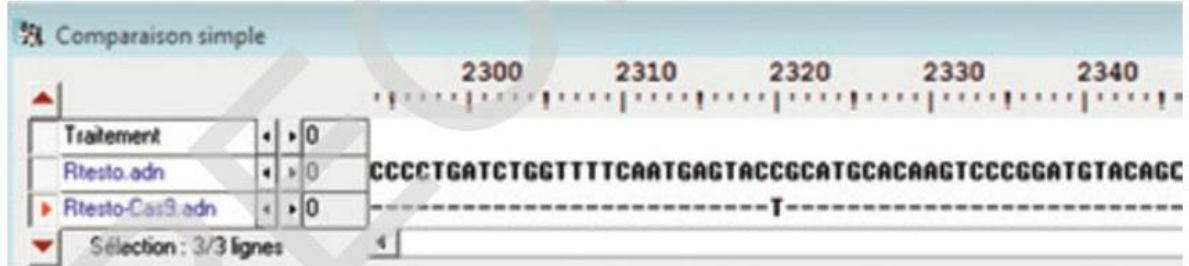 Comparaison simple
2300 2310 2320 2330 2340
Traitement 0
Rtesto.adn 0 CCCCTGATCTGGTTTTCAATGAGTACCGCATGCACAAGTCCCGGATGTACAGC
Rtesto-Cas9.adn 0 --------------------------T--------------------------
Sélection : 3/3 lignes